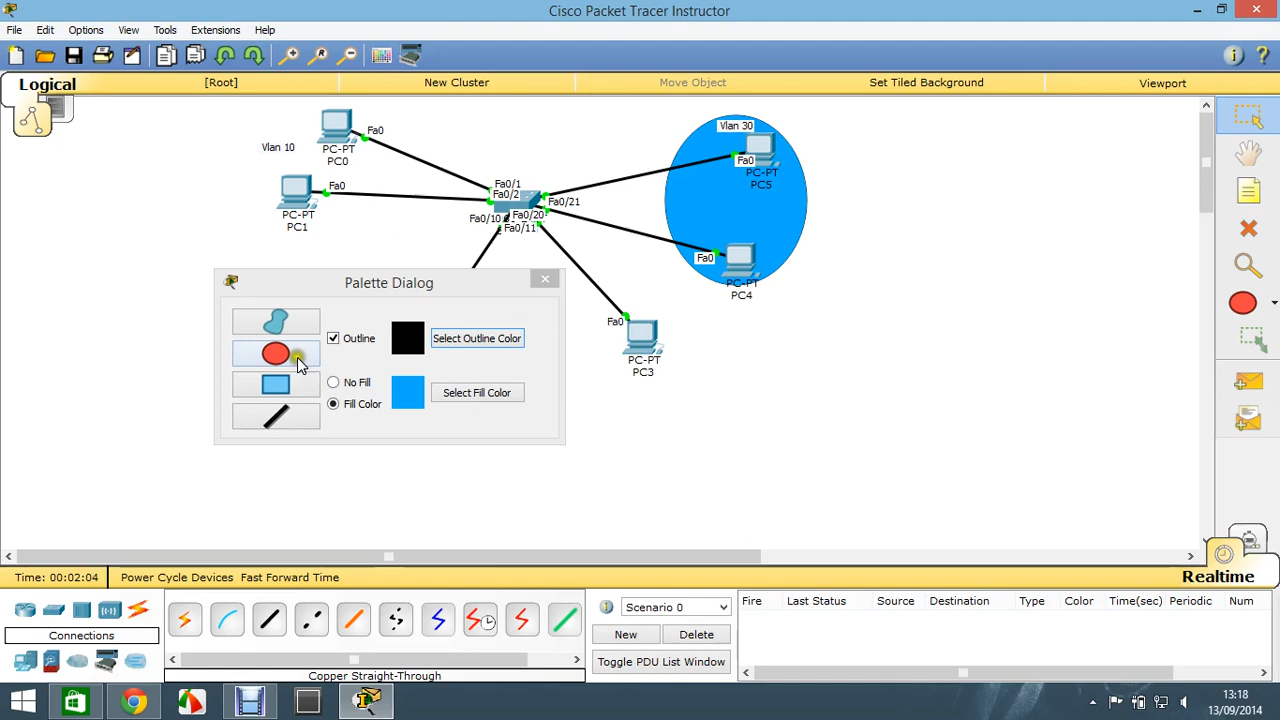 Cisco Packet Tracer Instructor
File Edit Options View Tools Extensions Help
Logical
[Root]
New Cluster
Move Object
Set Tiled Background
Viewport
Vlan 10
Fa0
PC-PT
PC0
Fa0
PC-PT
PC1
Fa0/1
Fa0/2
Fa0/10
Fa0/20
Fa0/11
Fa0/21
Vlan 30
Fa0
PC-PT
PC5
Fa0
PC-PT
PC4
Fa0
PC-PT
PC3
Palette Dialog
Outline
Select Outline Color
No Fill
Fill Color
Select Fill Color
Time: 00:02:04
Power Cycle Devices Fast Forward Time
Realtime
Connections
Copper Straight-Through
Scenario 0
New
Delete
Toggle PDU List Window
Fire Last Status Source Destination Type Color Time(sec) Periodic Num
13:18
13/09/2014